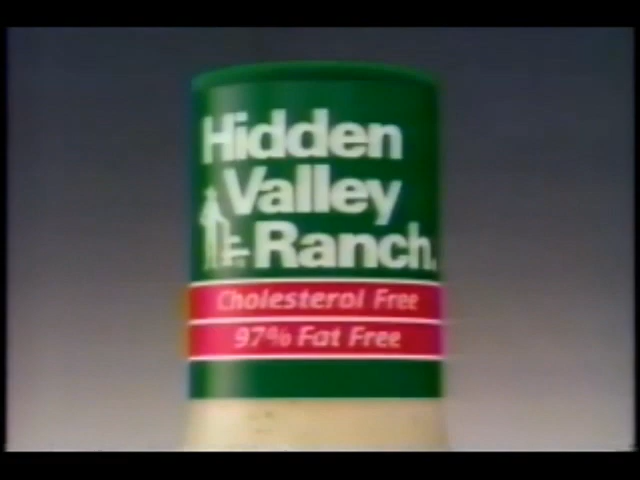 Hidden
Valley
Ranch.
Cholesterol Free
97% Fat Free